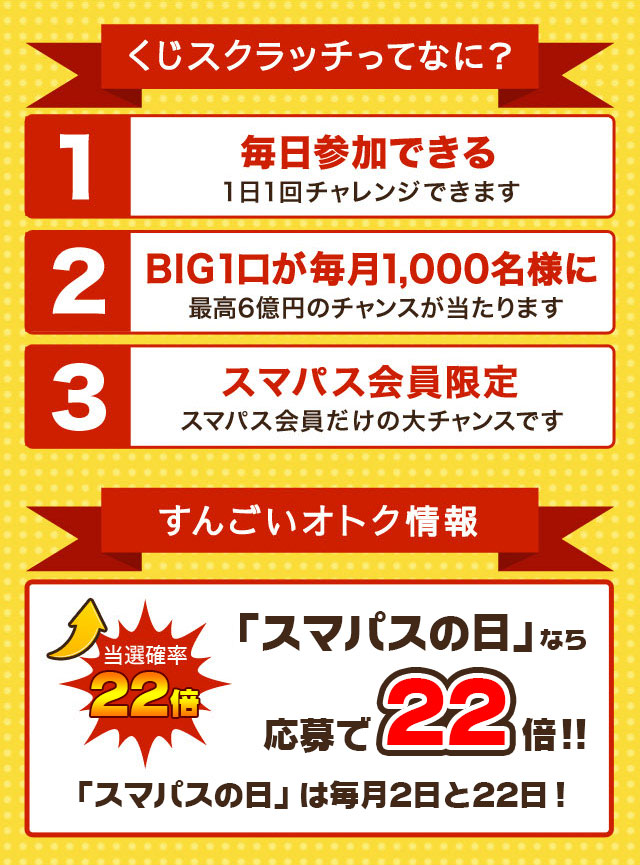 くじスクラッチってなに？
1
毎日参加できる
1日1回チャレンジできます
2
BIG1口が毎月1,000名様に
最高6億円のチャンスが当たります
3
スマパス会員限定
スマパス会員だけの大チャンスです
すんごいオトク情報
当選確率
22倍
「スマパスの日」なら
応募で22倍!!
「スマパスの日」は毎月2日と22日！